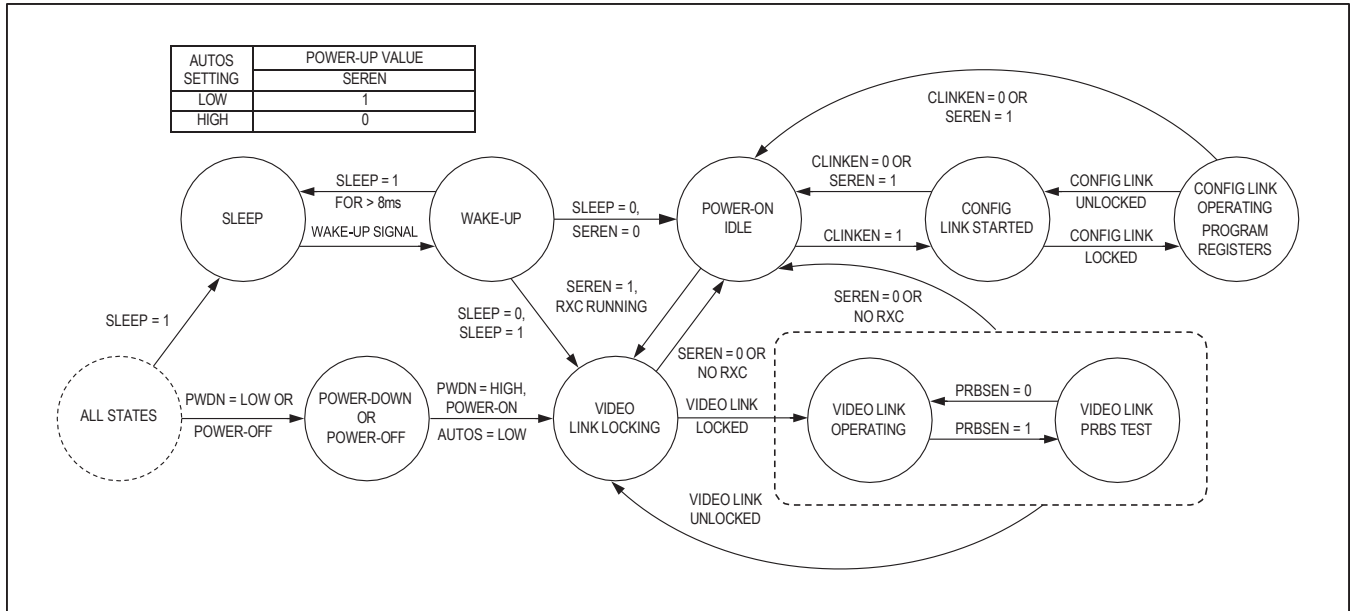 AUTOS
SETTING
POWER-UP VALUE
SEREN
LOW
1
HIGH
0
CLINKEN = 0 OR
SEREN = 1
SLEEP
SLEEP = 1
FOR > 8ms
WAKE-UP SIGNAL
WAKE-UP
SLEEP = 0,
SEREN = 0
POWER-ON
IDLE
CLINKEN = 0 OR
SEREN = 1
CLINKEN = 1
CONFIG
LINK STARTED
CONFIG LINK
UNLOCKED
CONFIG LINK
LOCKED
CONFIG LINK
OPERATING
PROGRAM
REGISTERS
SLEEP = 1
SLEEP = 0,
SLEEP = 1
SEREN = 1,
RXC RUNNING
SEREN = 0 OR
NO RXC
SEREN = 0 OR
NO RXC
ALL STATES
PWDN = LOW OR
POWER-OFF
POWER-DOWN
OR
POWER-OFF
PWDN = HIGH,
POWER-ON
AUTOS = LOW
VIDEO
LINK LOCKING
VIDEO LINK
LOCKED
VIDEO LINK
OPERATING
PRBSEN = 0
PRBSEN = 1
VIDEO LINK
PRBS TEST
VIDEO LINK
UNLOCKED